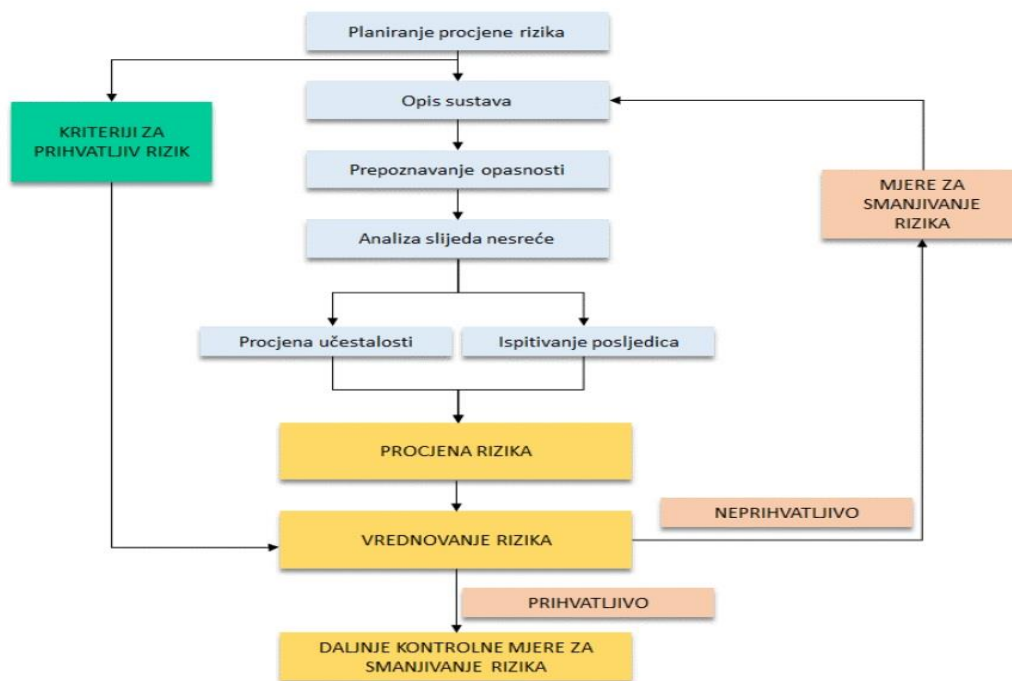 Planiranje procjene rizika
Opis sustava
KRITERIJI ZA
PRIHVATLJIV RIZIK
Prepoznavanje opasnosti
MJERE ZA
SMANJIVANJE
RIZIKA
Analiza slijeda nesreće
Procjena učestalosti
Ispitivanje posljedica
PROCJENA RIZIKA
NEPRIHVATLJIVO
VREDNOVANJE RIZIKA
PRIHVATLJIVO
DALJNJE KONTROLNE MJERE ZA
SMANJIVANJE RIZIKA